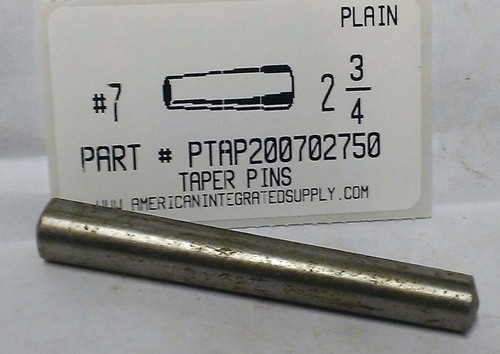 PLAIN
#7 2 3/4
PART # PTAP200702750
TAPER PINS
WWW.AMERICANINTEGRATEDSUPPLY.COM